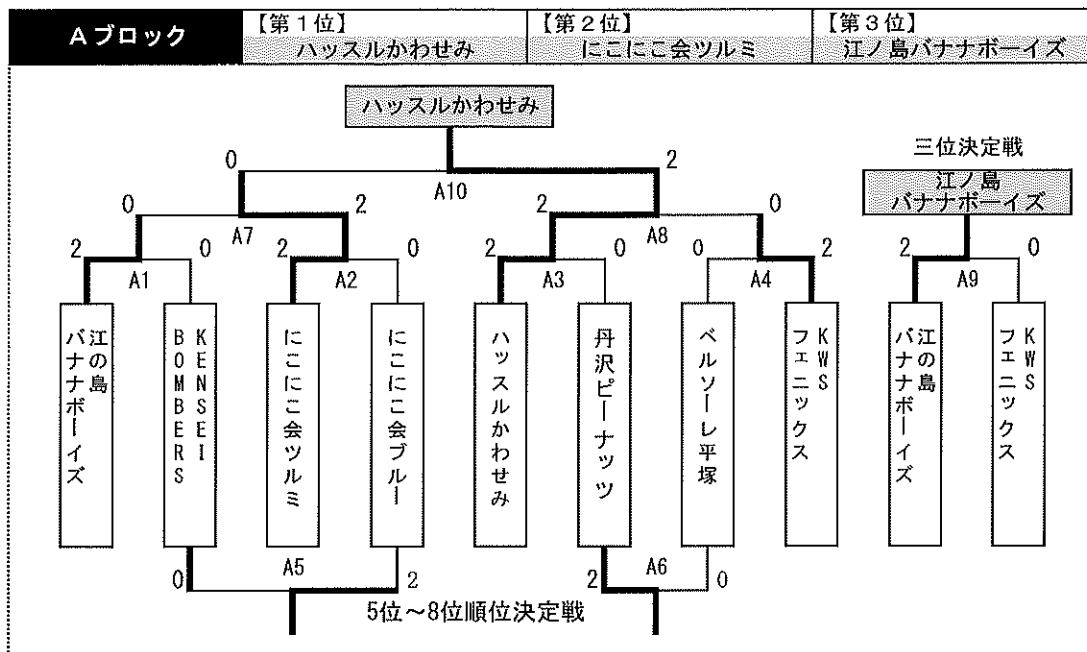 Aブロック
【第1位】
ハッスルかわせみ
【第2位】
にこにこ会ツルミ
【第3位】
江ノ島バナナボーイズ
ハッスルかわせみ
0
2
A10
三位決定戦
江ノ島
バナナボーイズ
0
2
A7
2
0
A8
2
0
A1
2
0
A2
2
0
A3
0
2
A4
2
0
A9
江の島
バナナボーイズ
KENSEI
BOMBERS
にこにこ会ツルミ
にこにこ会ブルー
ハッスルかわせみ
丹沢ピーナッツ
ベルソーレ平塚
KWS
フェニックス
江の島
バナナボーイズ
KWS
フェニックス
0
A5
2
2
A6
0
5位～8位順位決定戦